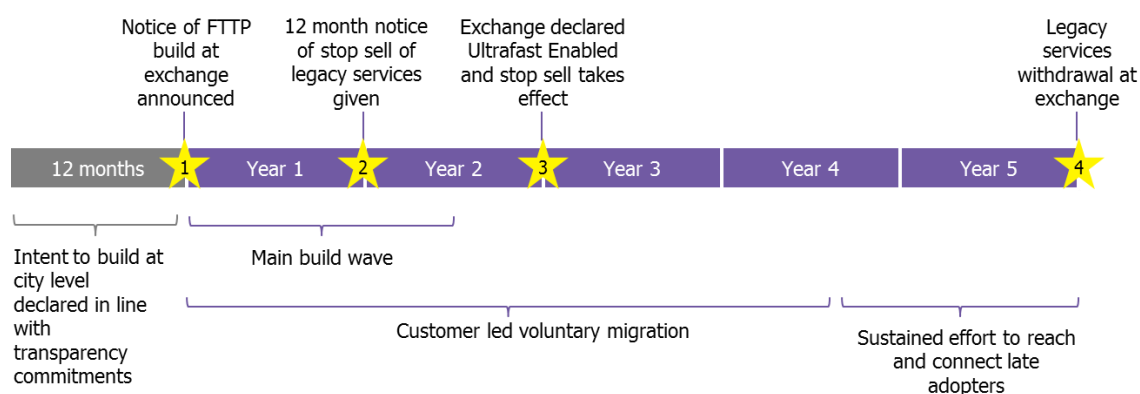 Notice of FTTP
build at
exchange
announced
12 month notice
of stop sell of
legacy services
given
Exchange declared
Ultrafast Enabled
and stop sell takes
effect
Legacy
services
withdrawal at
exchange
12 months
1
Year 1
2
Year 2
3
Year 3
Year 4
Year 5
4
Intent to build at
city level
declared in line
with
transparency
commitments
Main build wave
Customer led voluntary migration
Sustained effort to reach
and connect late
adopters